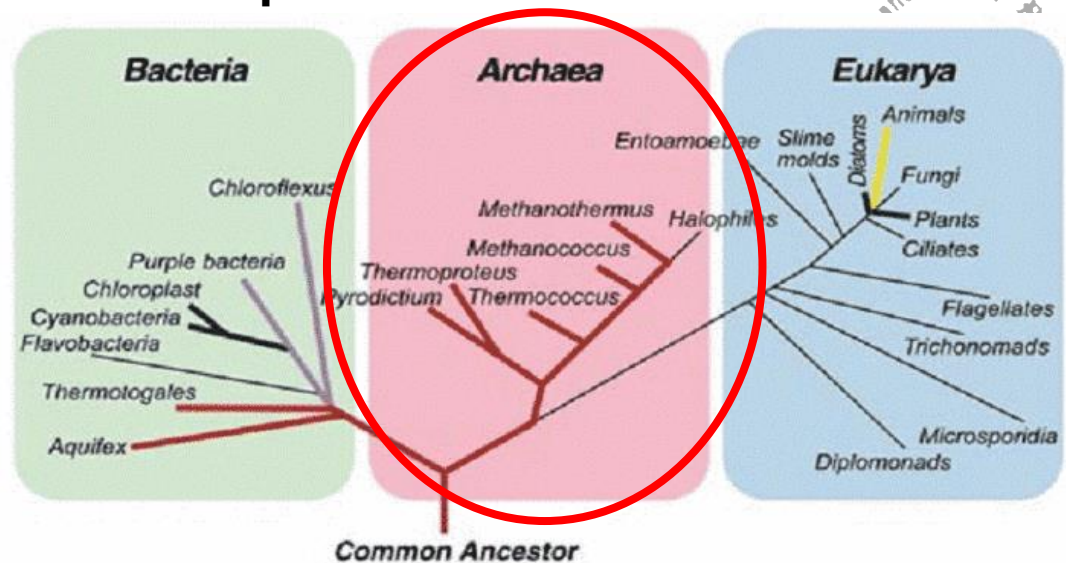 Bacteria
Archaea
Eukarya
Chloroflexus
Purple bacteria
Chloroplast
Cyanobacteria
Flavobacteria
Thermotogales
Aquifex
Methanothermus
Halophiles
Methanococcus
Thermoproteus
Pyrodictium
Thermococcus
Entoamoebae
Slime
molds
Diatoms
Animals
Fungi
Plants
Ciliates
Flagellates
Trichonomads
Microsporidia
Diplomonads
Common Ancestor